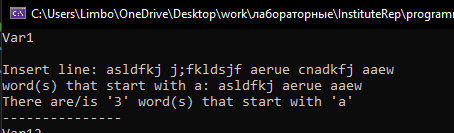 C:\Users\Limbo\OneDrive\Desktop\work\лабораторные\InstituteRep\program
Var1
Insert line: asldfkj j;fkldsjf aerue cnadkfj aaew
word(s) that start with a: asldfkj aerue aaew
There are/is '3' word(s) that start with 'a'
---------------